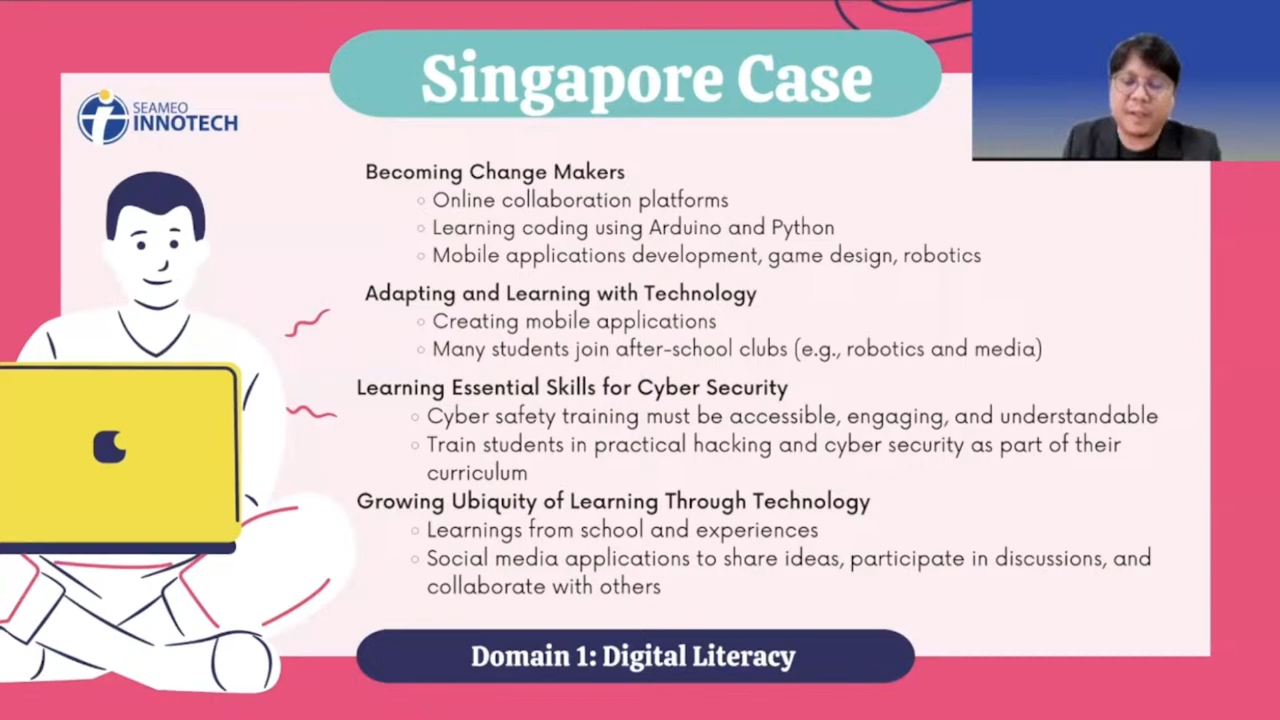 Singapore Case
SEAMEO
INNOTECH
Becoming Change Makers
Online collaboration platforms
Learning coding using Arduino and Python
Mobile applications development, game design, robotics
Adapting and Learning with Technology
Creating mobile applications
Many students join after-school clubs (e.g., robotics and media)
Learning Essential Skills for Cyber Security
Cyber safety training must be accessible, engaging, and understandable
Train students in practical hacking and cyber security as part of their
curriculum
Growing Ubiquity of Learning Through Technology
Learnings from school and experiences
Social media applications to share ideas, participate in discussions, and
collaborate with others
Domain 1: Digital Literacy